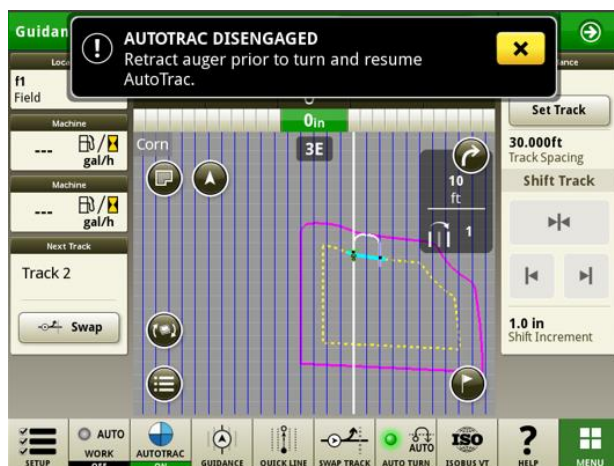 Guidan
AUTOTRAC DISENGAGED
Retract auger prior to turn and resume
AutoTrac.
f1
Field
Machine
---
gal/h
Machine
---
gal/h
Next Track
Track 2
Swap
0in
Corn
3E
10
ft
1
Set Track
30.000ft
Track Spacing
Shift Track
1.0 in
Shift Increment
SETUP
AUTO
WORK
OFF
AUTOTRAC
ON
GUIDANCE
QUICK LINE
SWAP TRACK
AUTO
AUTO TURN
ISO
ISOBUS VT
?
HELP
MENU